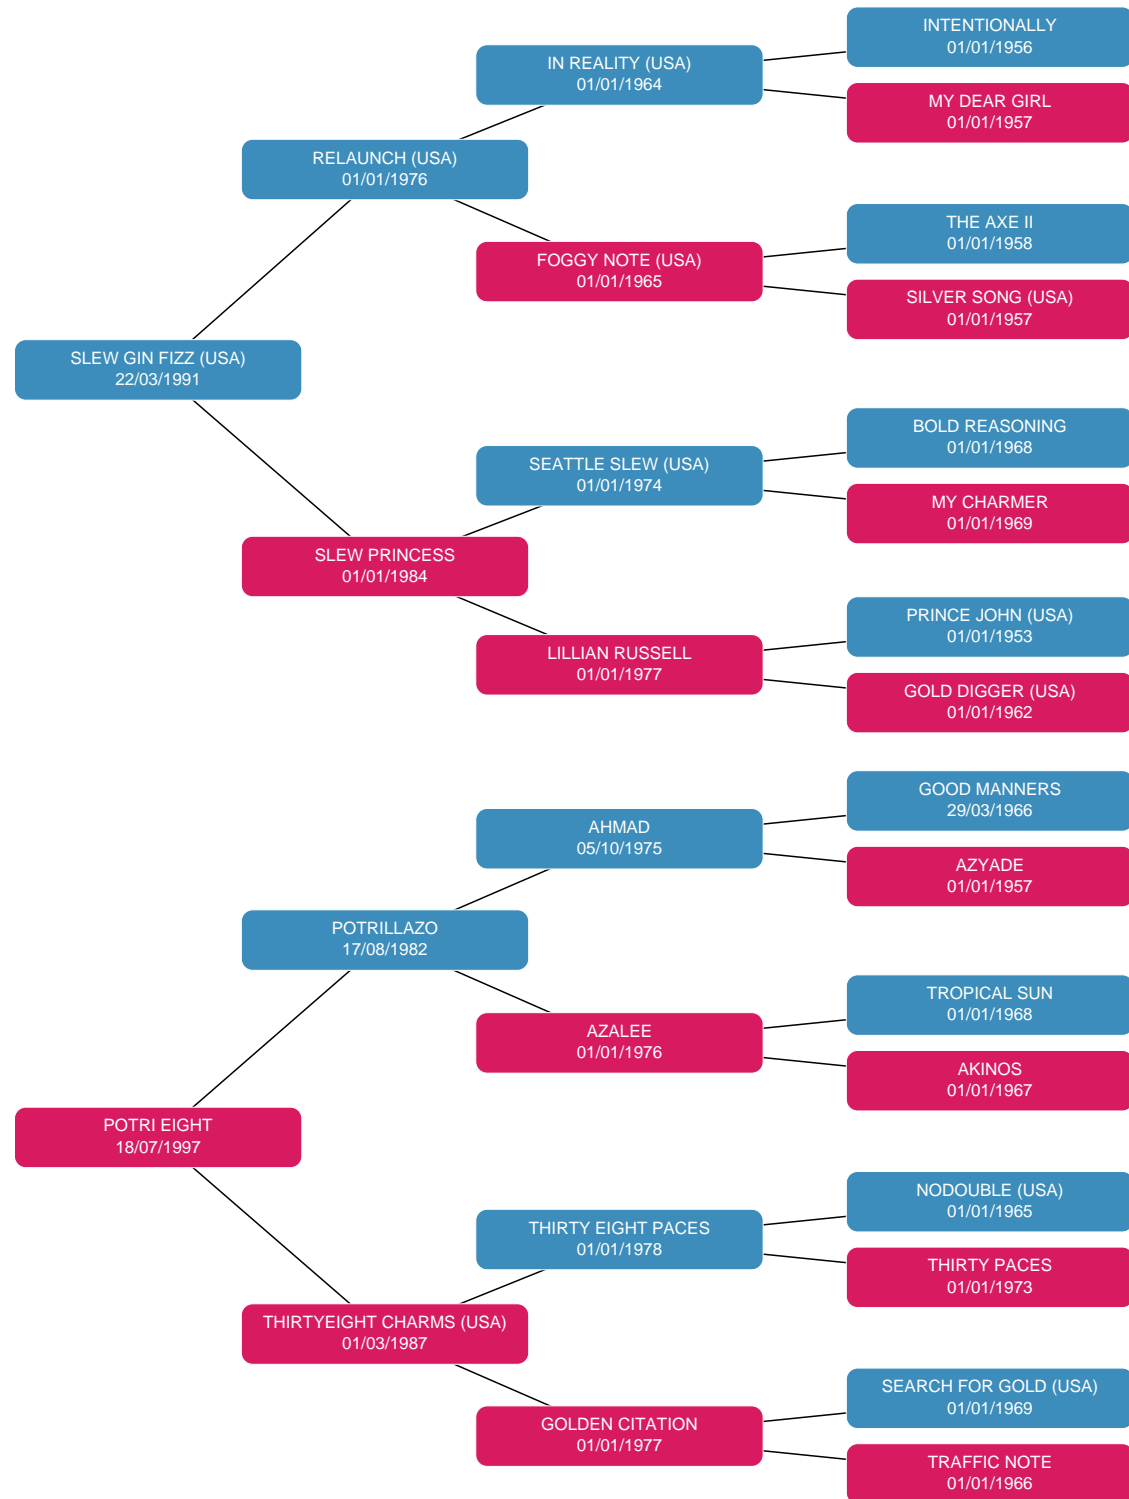 INTENTIONALLY
01/01/1956
IN REALITY (USA)
01/01/1964
MY DEAR GIRL
01/01/1957
RELAUNCH (USA)
01/01/1976
THE AXE II
01/01/1958
FOGGY NOTE (USA)
01/01/1965
SILVER SONG (USA)
01/01/1957
SLEW GIN FIZZ (USA)
22/03/1991
BOLD REASONING
01/01/1968
SEATTLE SLEW (USA)
01/01/1974
MY CHARMER
01/01/1969
SLEW PRINCESS
01/01/1984
PRINCE JOHN (USA)
01/01/1953
LILLIAN RUSSELL
01/01/1977
GOLD DIGGER (USA)
01/01/1962
GOOD MANNERS
29/03/1966
AHMAD
05/10/1975
AZYADE
01/01/1957
POTRILLAZO
17/08/1982
TROPICAL SUN
01/01/1968
AZALEE
01/01/1976
AKINOS
01/01/1967
POTRI EIGHT
18/07/1997
NODOUBLE (USA)
01/01/1965
THIRTY EIGHT PACES
01/01/1978
THIRTY PACES
01/01/1973
THIRTYEIGHT CHARMS (USA)
01/03/1987
SEARCH FOR GOLD (USA)
01/01/1969
GOLDEN CITATION
01/01/1977
TRAFFIC NOTE
01/01/1966